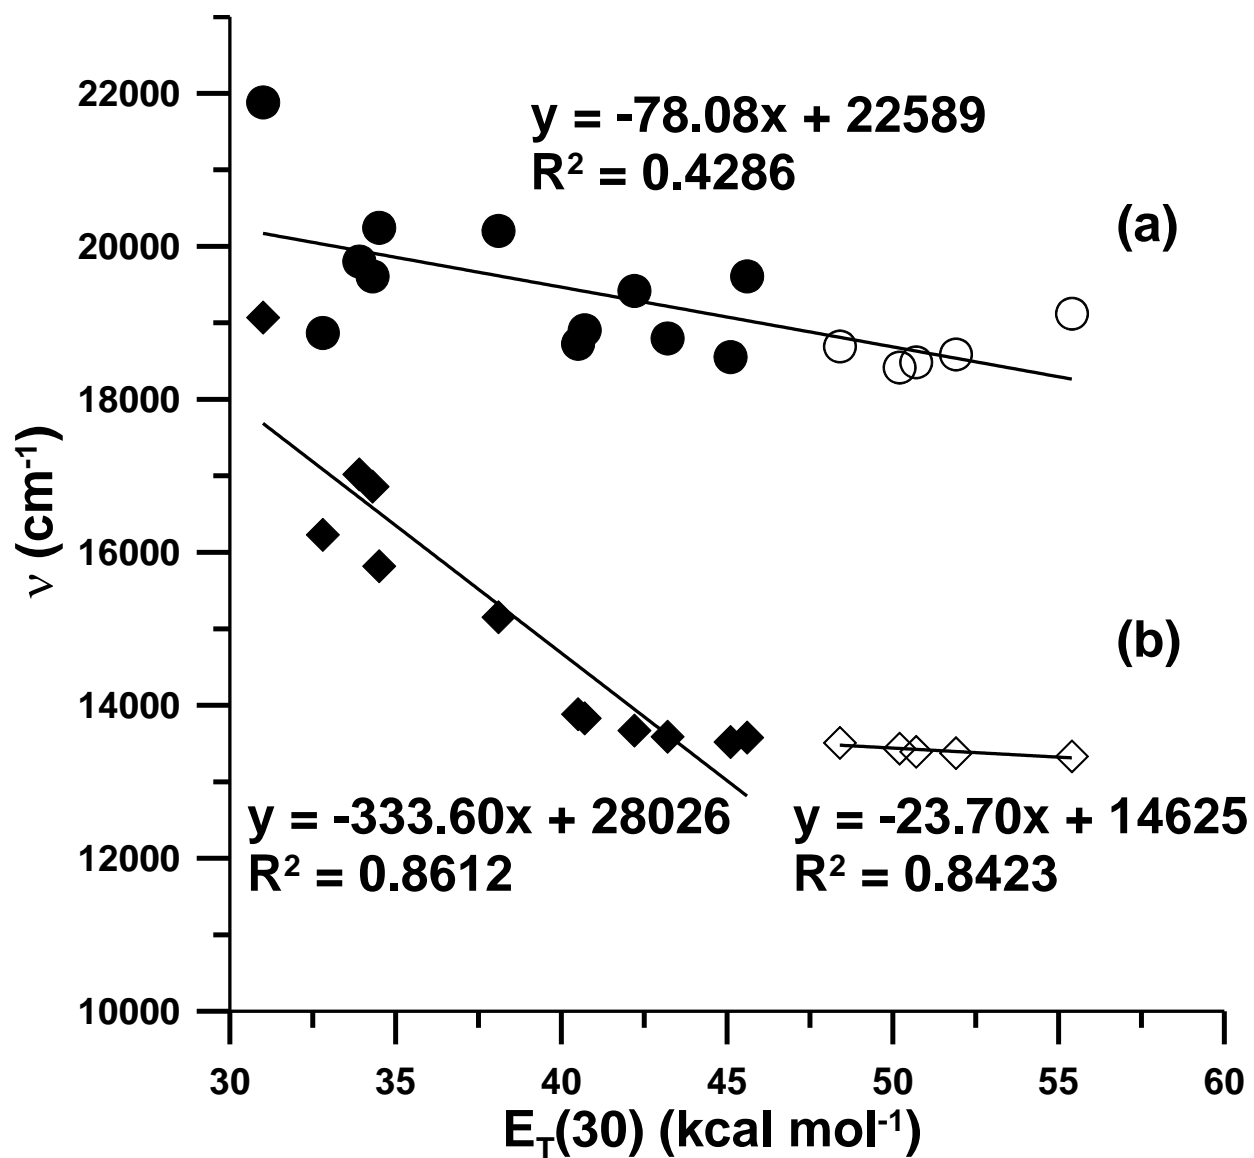 22000
y = -78.08x + 22589
R² = 0.4286
(a)
20000
18000
ν (cm⁻¹)
16000
(b)
14000
y = -333.60x + 28026
R² = 0.8612
y = -23.70x + 14625
R² = 0.8423
12000
10000
30 35 40 45 50 55 60
E_T(30) (kcal mol⁻¹)